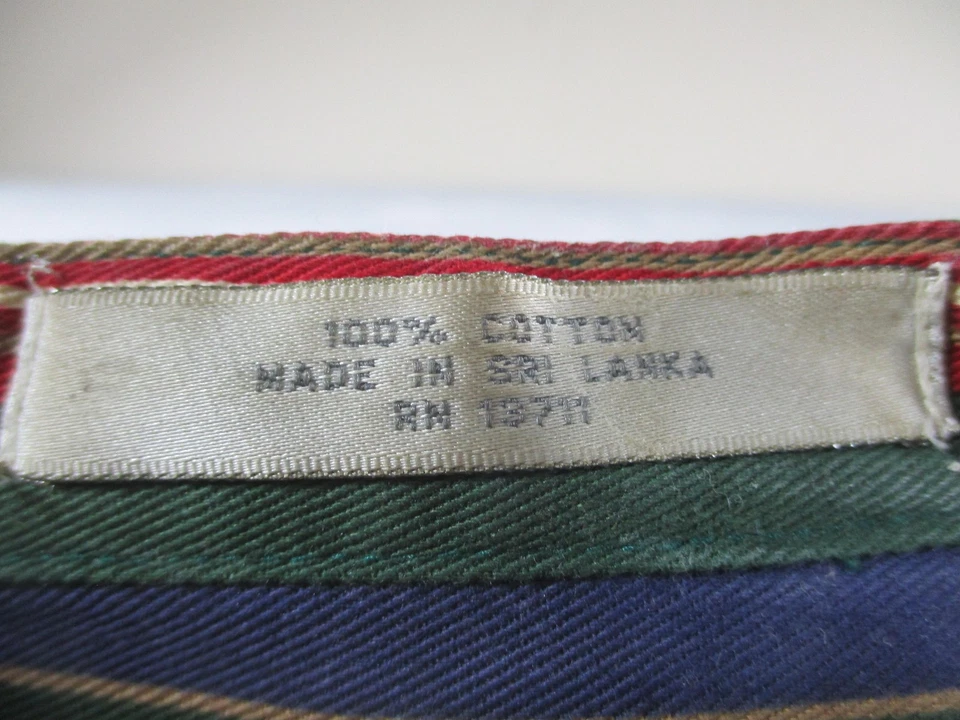 100% COTTON
MADE IN SRI LANKA
RN 13711